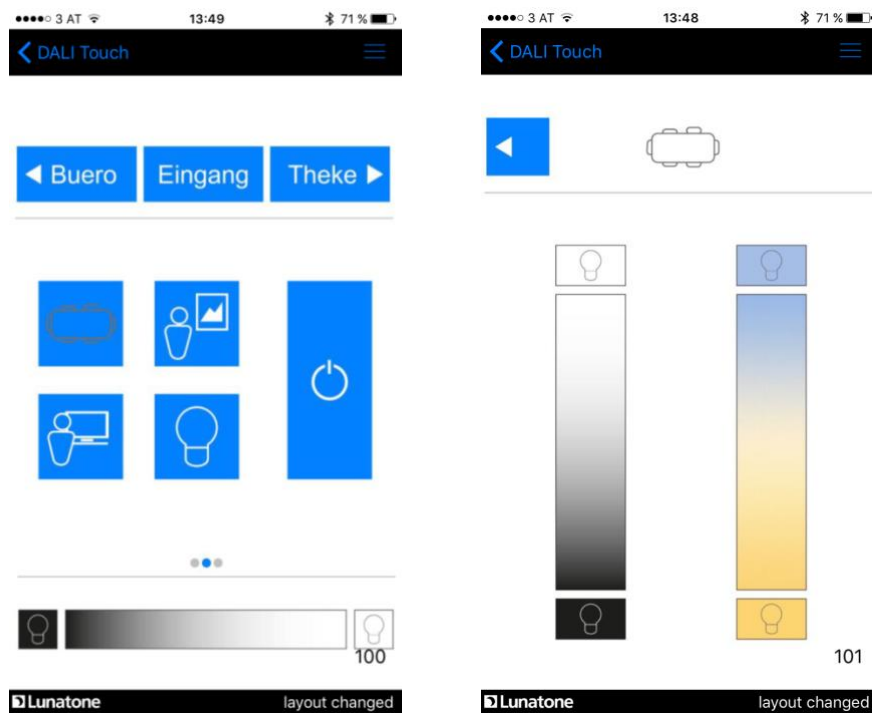 3 AT 13:49 71 %
DALI Touch
Buero Eingang Theke
100
Lunatone layout changed
3 AT 13:48 71 %
DALI Touch
101
Lunatone layout changed